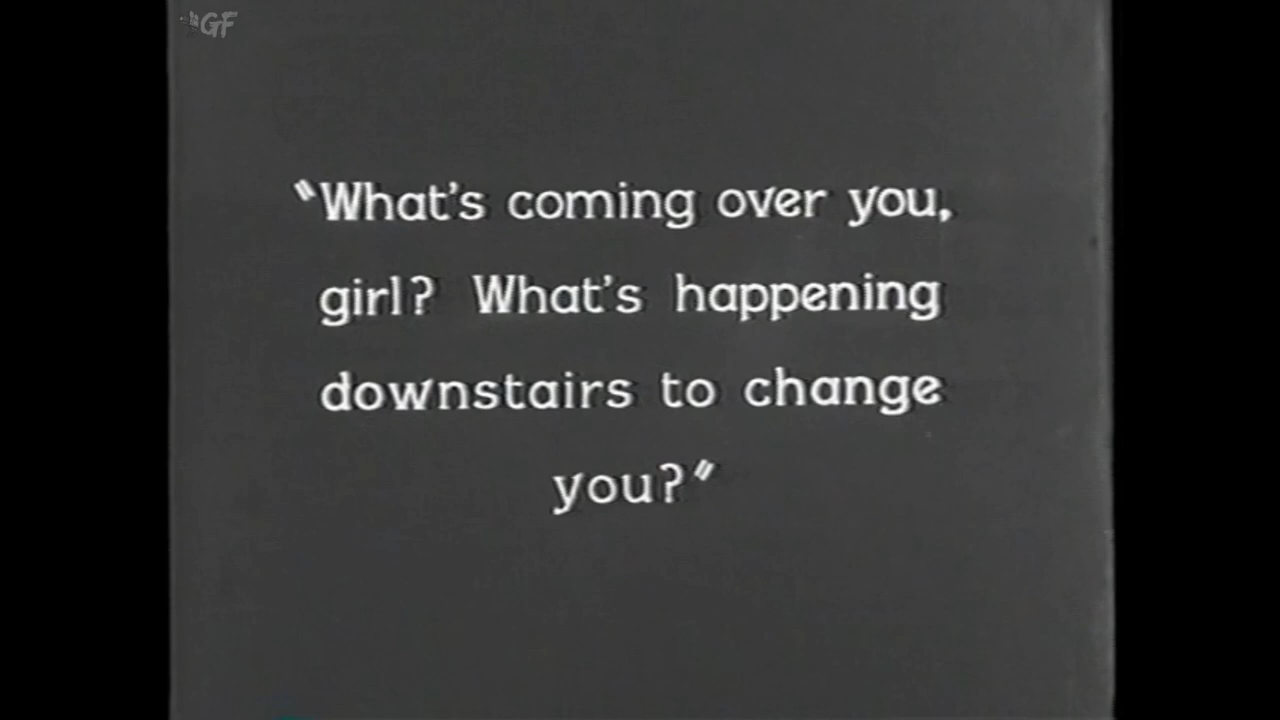 GF
"What's coming over you,
girl? What's happening
downstairs to change
you?"